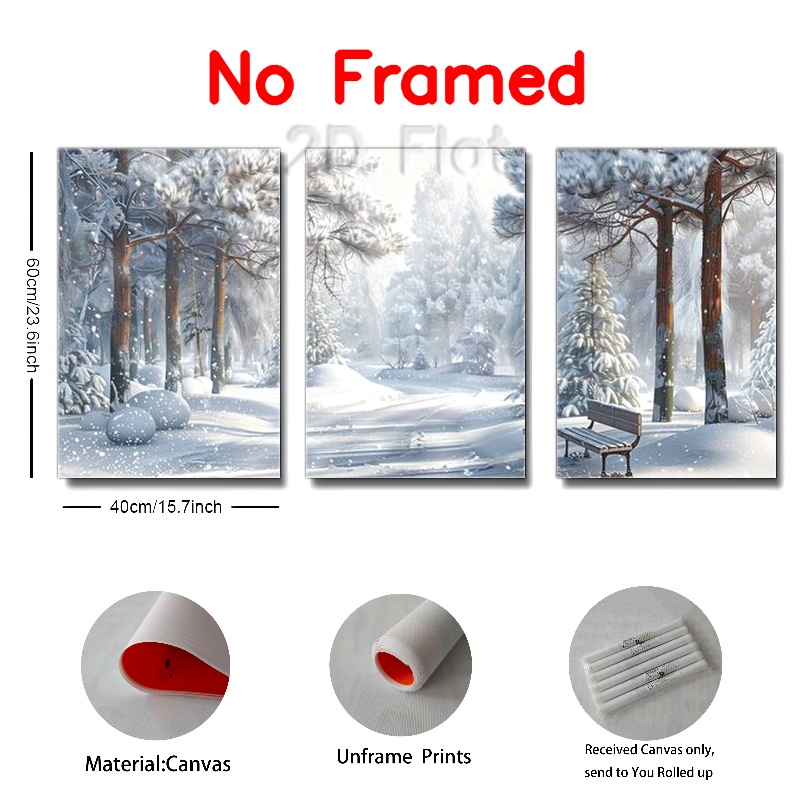 No Framed
2D Flat
60cm/23.6inch
40cm/15.7inch
Material:Canvas
Unframe Prints
Received Canvas only,
send to You Rolled up